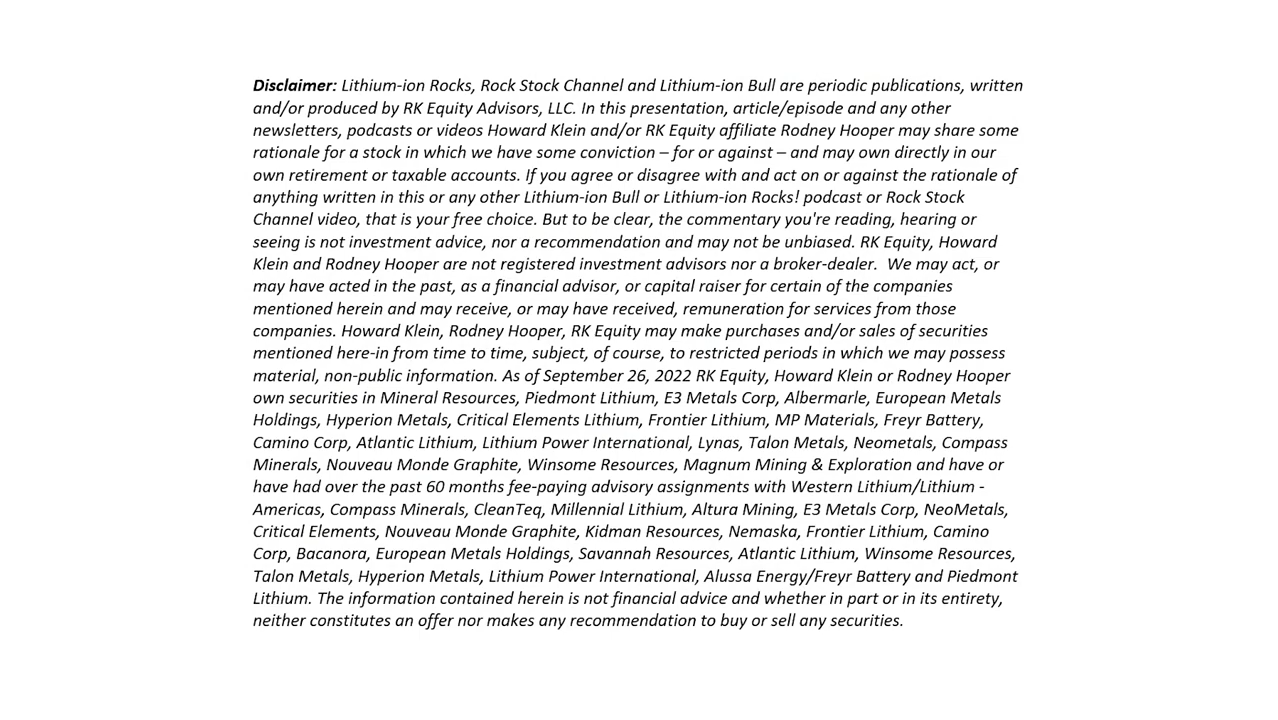 Disclaimer: Lithium-ion Rocks, Rock Stock Channel and Lithium-ion Bull are periodic publications, written
and/or produced by RK Equity Advisors, LLC. In this presentation, article/episode and any other
newsletters, podcasts or videos Howard Klein and/or RK Equity affiliate Rodney Hooper may share some
rationale for a stock in which we have some conviction – for or against – and may own directly in our
own retirement or taxable accounts. If you agree or disagree with and act on or against the rationale of
anything written in this or any other Lithium-ion Bull or Lithium-ion Rocks! podcast or Rock Stock
Channel video, that is your free choice. But to be clear, the commentary you're reading, hearing or
seeing is not investment advice, nor a recommendation and may not be unbiased. RK Equity, Howard
Klein and Rodney Hooper are not registered investment advisors nor a broker-dealer.  We may act, or
may have acted in the past, as a financial advisor, or capital raiser for certain of the companies
mentioned herein and may receive, or may have received, remuneration for services from those
companies. Howard Klein, Rodney Hooper, RK Equity may make purchases and/or sales of securities
mentioned here-in from time to time, subject, of course, to restricted periods in which we may possess
material, non-public information. As of September 26, 2022 RK Equity, Howard Klein or Rodney Hooper
own securities in Mineral Resources, Piedmont Lithium, E3 Metals Corp, Albermarle, European Metals
Holdings, Hyperion Metals, Critical Elements Lithium, Frontier Lithium, MP Materials, Freyr Battery,
Camino Corp, Atlantic Lithium, Lithium Power International, Lynas, Talon Metals, Neometals, Compass
Minerals, Nouveau Monde Graphite, Winsome Resources, Magnum Mining & Exploration and have or
have had over the past 60 months fee-paying advisory assignments with Western Lithium/Lithium -
Americas, Compass Minerals, CleanTeq, Millennial Lithium, Altura Mining, E3 Metals Corp, NeoMetals,
Critical Elements, Nouveau Monde Graphite, Kidman Resources, Nemaska, Frontier Lithium, Camino
Corp, Bacanora, European Metals Holdings, Savannah Resources, Atlantic Lithium, Winsome Resources,
Talon Metals, Hyperion Metals, Lithium Power International, Alussa Energy/Freyr Battery and Piedmont
Lithium. The information contained herein is not financial advice and whether in part or in its entirety,
neither constitutes an offer nor makes any recommendation to buy or sell any securities.